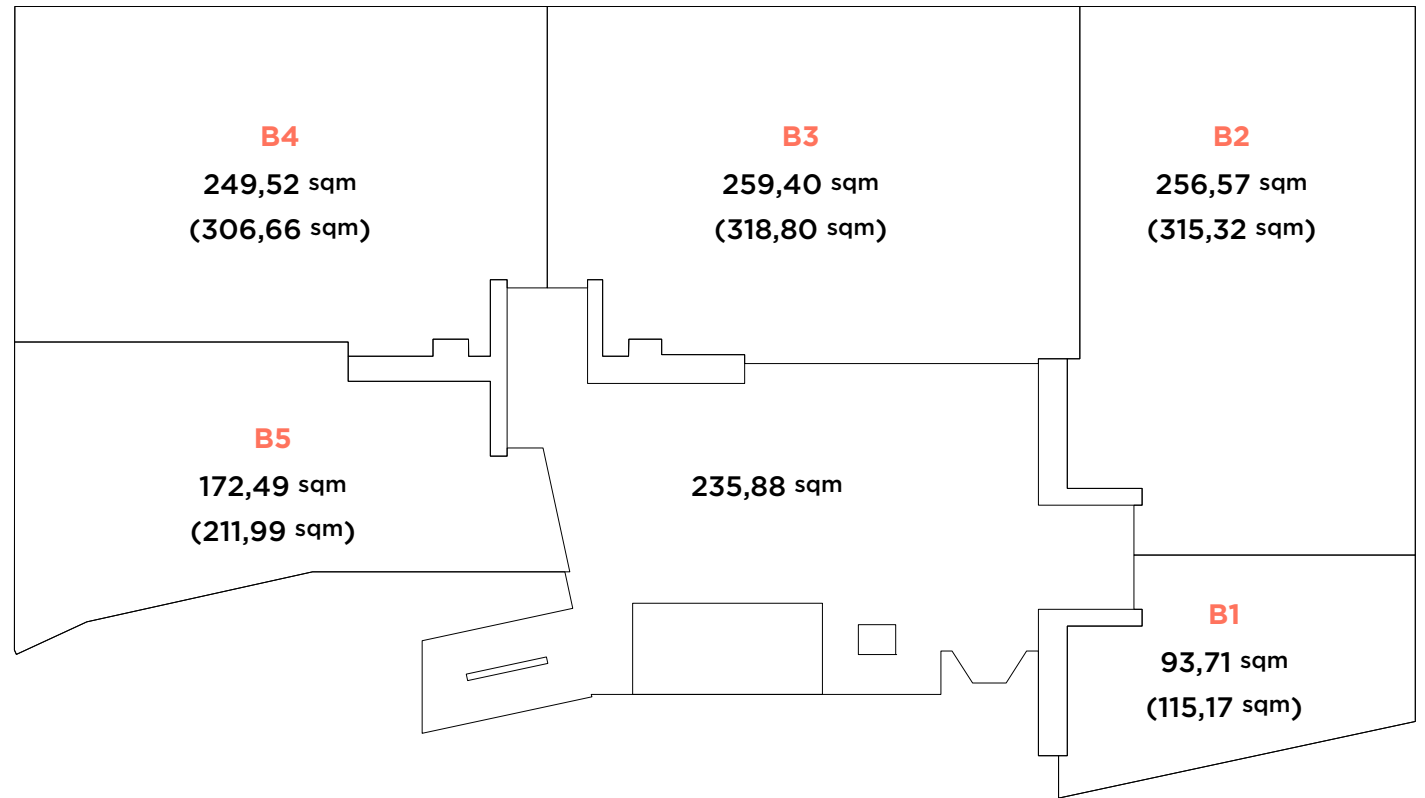 B4
249,52 sqm
(306,66 sqm)
B3
259,40 sqm
(318,80 sqm)
B2
256,57 sqm
(315,32 sqm)
B5
172,49 sqm
(211,99 sqm)
235,88 sqm
B1
93,71 sqm
(115,17 sqm)